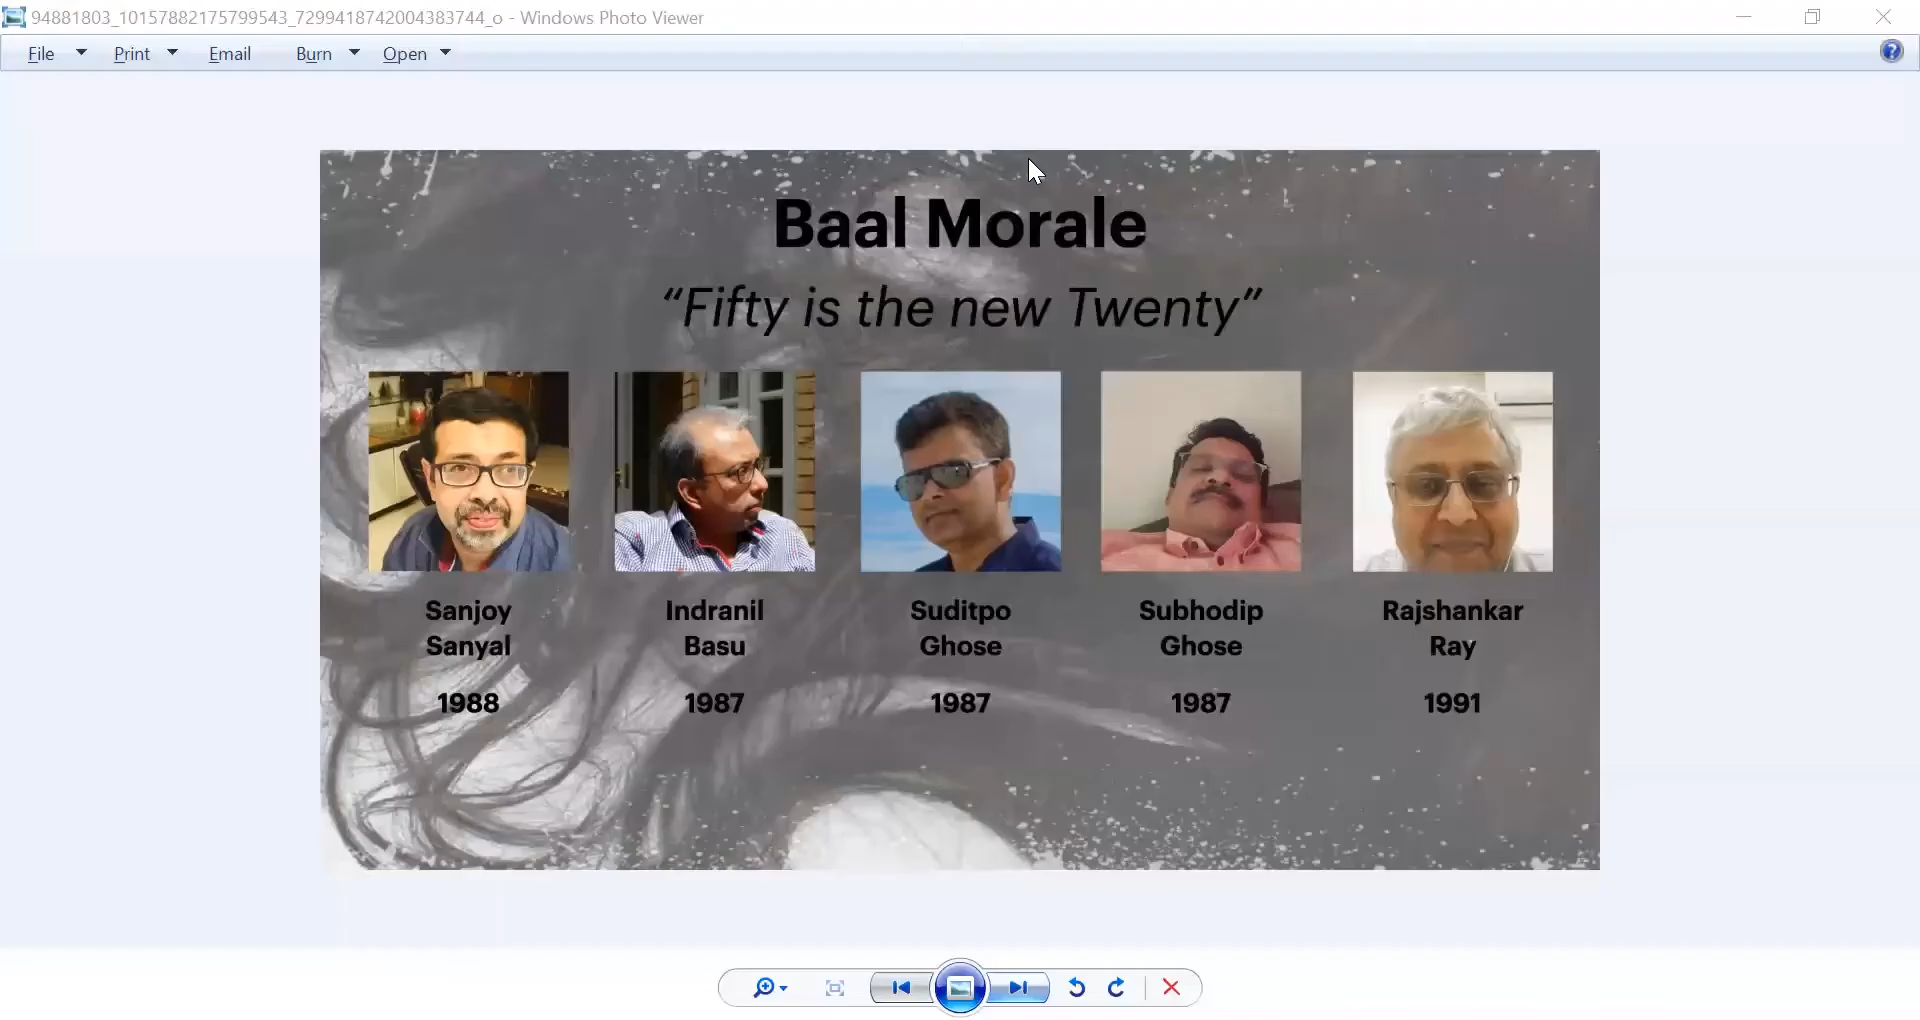 94881803_10157882175799543_7299418742004383744_o - Windows Photo Viewer
File Print Email Burn Open
Baal Morale
“Fifty is the new Twenty”
Sanjoy Sanyal
1988
Indranil Basu
1987
Suditpo Ghose
1987
Subhodip Ghose
1987
Rajshankar Ray
1991